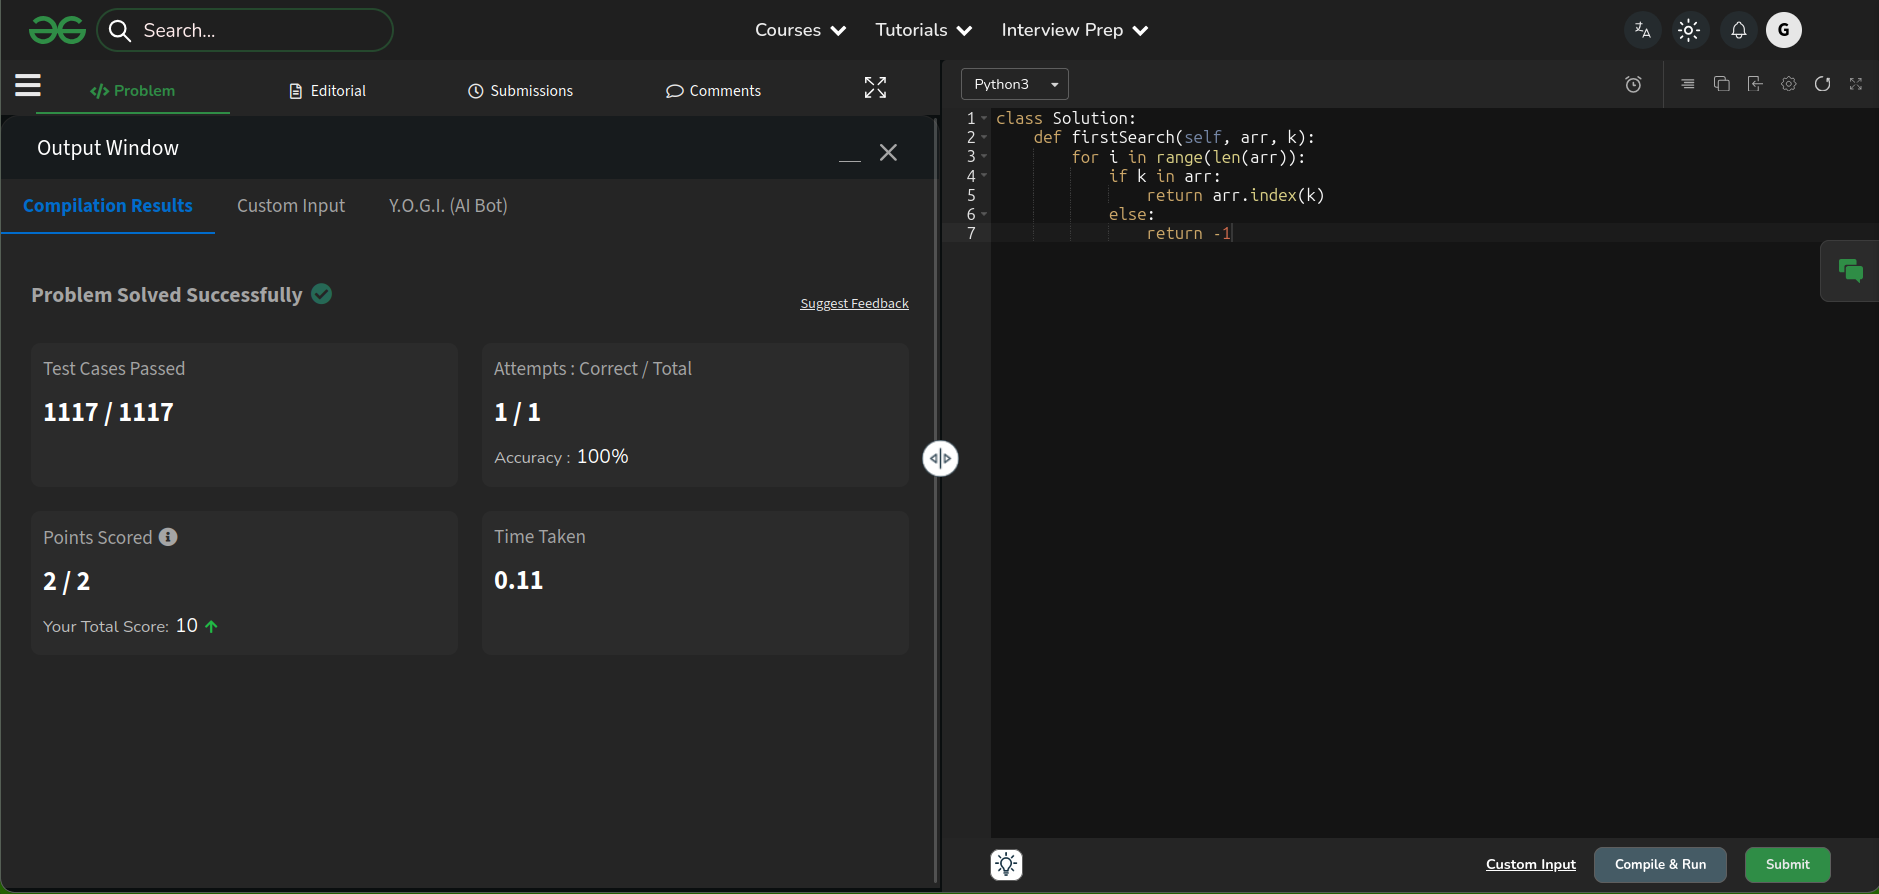 Search...
Courses
Tutorials
Interview Prep
G
Problem
Editorial
Submissions
Comments
Output Window
Compilation Results
Custom Input
Y.O.G.I. (AI Bot)
Problem Solved Successfully
Suggest Feedback
Test Cases Passed
1117 / 1117
Attempts : Correct / Total
1 / 1
Accuracy : 100%
Points Scored
2 / 2
Your Total Score: 10
Time Taken
0.11
Python3
1 class Solution:
2     def firstSearch(self, arr, k):
3         for i in range(len(arr)):
4             if k in arr:
5                 return arr.index(k)
6             else:
7                 return -1
Custom Input
Compile & Run
Submit